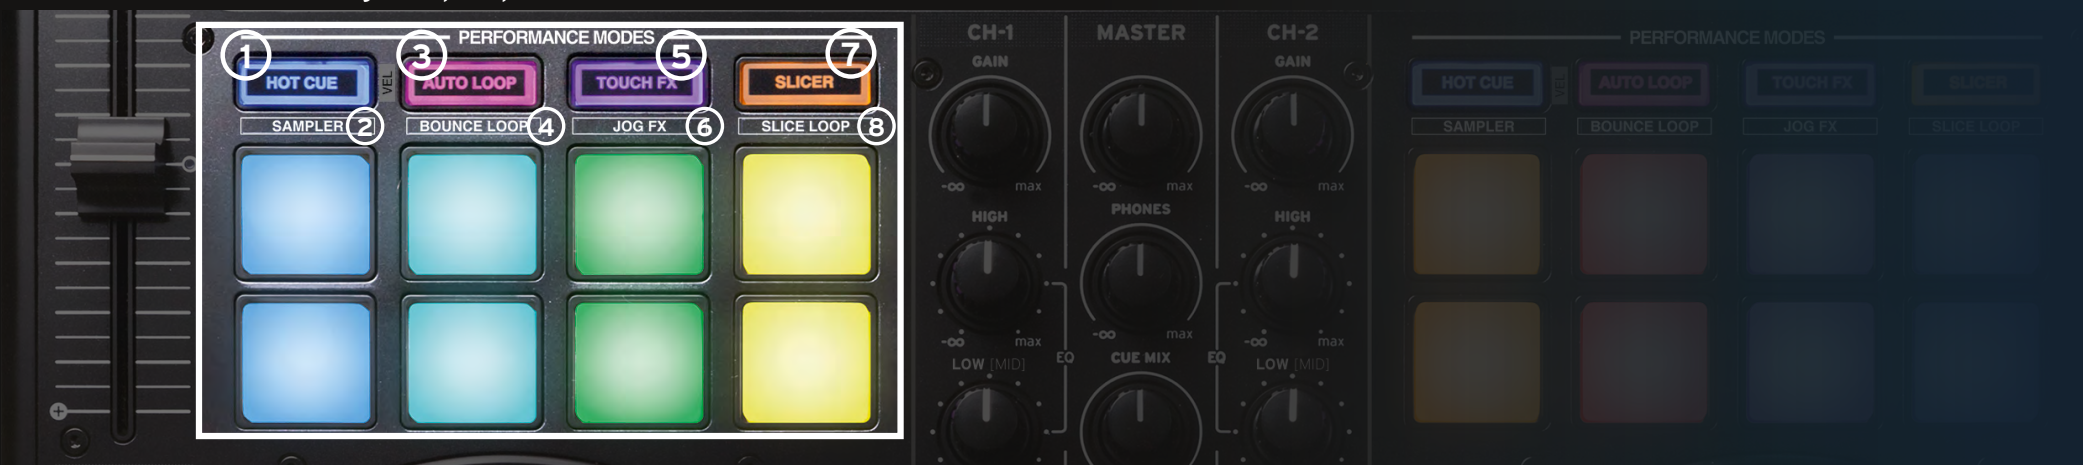 PERFORMANCE MODES
1 3 5 7
HOT CUE VEL AUTO LOOP TOUCH FX SLICER
SAMPLER 2 BOUNCE LOOP 4 JOG FX 6 SLICE LOOP 8
+
CH-1 MASTER CH-2
GAIN GAIN
-∞ max -∞ max -∞ max
HIGH PHONES HIGH
-∞ max -∞ max -∞ max
LOW [MID] EQ CUE MIX EQ LOW [MID]
PERFORMANCE MODES
HOT CUE VEL AUTO LOOP TOUCH FX SLICER
SAMPLER BOUNCE LOOP JOG FX SLICE LOOP